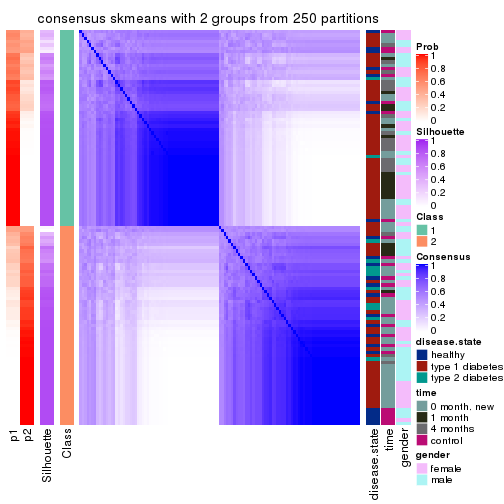 consensus skmeans with 2 groups from 250 partitions
Prob
1
0.8
0.6
0.4
0.2
0
Silhouette
1
0.8
0.6
0.4
0.2
0
Class
1
2
Consensus
1
0.8
0.6
0.4
0.2
0
disease.state
healthy
type 1 diabetes
type 2 diabetes
time
0 month, new
1 month
4 months
control
gender
female
male
p1
p2
Silhouette
Class
disease.state
time
gender